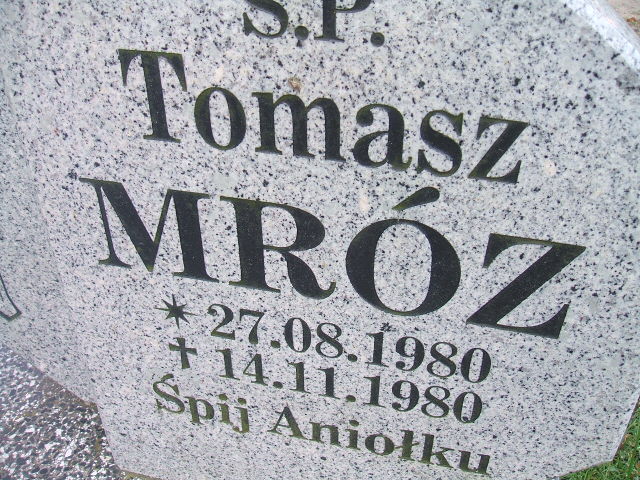 Ś.P.
Tomasz
MRÓZ
* 27.08.1980
✝ 14.11.1980
Śpij Aniołku